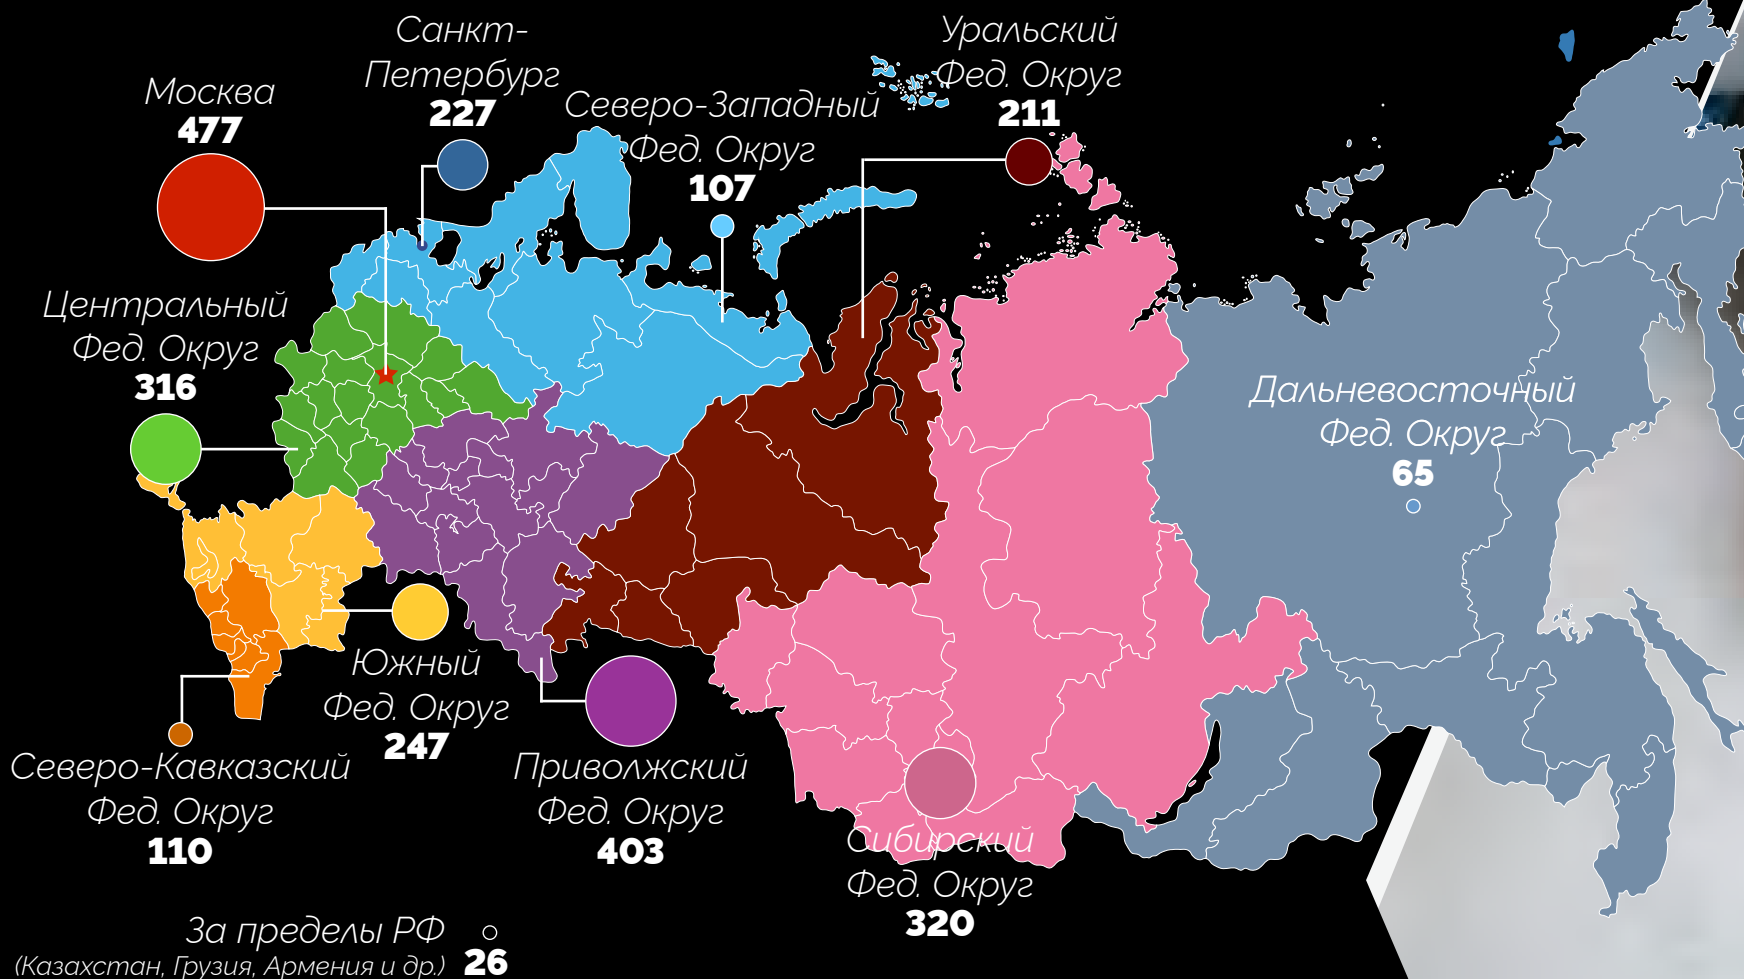 Санкт-
Петербург
227
Уральский
Фед. Округ
211
Москва
477
Северо-Западный
Фед. Округ
107
Центральный
Фед. Округ
316
Дальневосточный
Фед. Округ
65
Южный
Фед. Округ
247
Северо-Кавказский
Фед. Округ
110
Приволжский
Фед. Округ
403
Сибирский
Фед. Округ
320
За пределы РФ
(Казахстан, Грузия, Армения и др.)
26